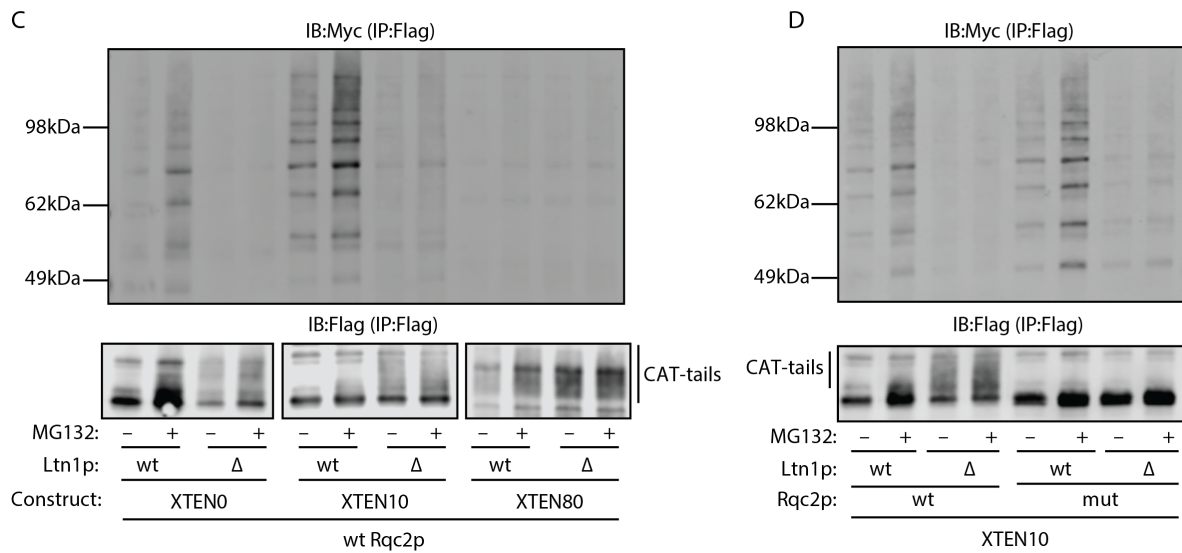 C
IB:Myc (IP:Flag)
98kDa
62kDa
49kDa
IB:Flag (IP:Flag)
CAT-tails
MG132: – + – + – + – + – + – +
Ltn1p: wt Δ wt Δ wt Δ
Construct: XTEN0 XTEN10 XTEN80
wt Rqc2p
D
IB:Myc (IP:Flag)
98kDa
62kDa
49kDa
IB:Flag (IP:Flag)
CAT-tails
MG132: – + – + – + – +
Ltn1p: wt Δ wt Δ
Rqc2p: wt mut
XTEN10